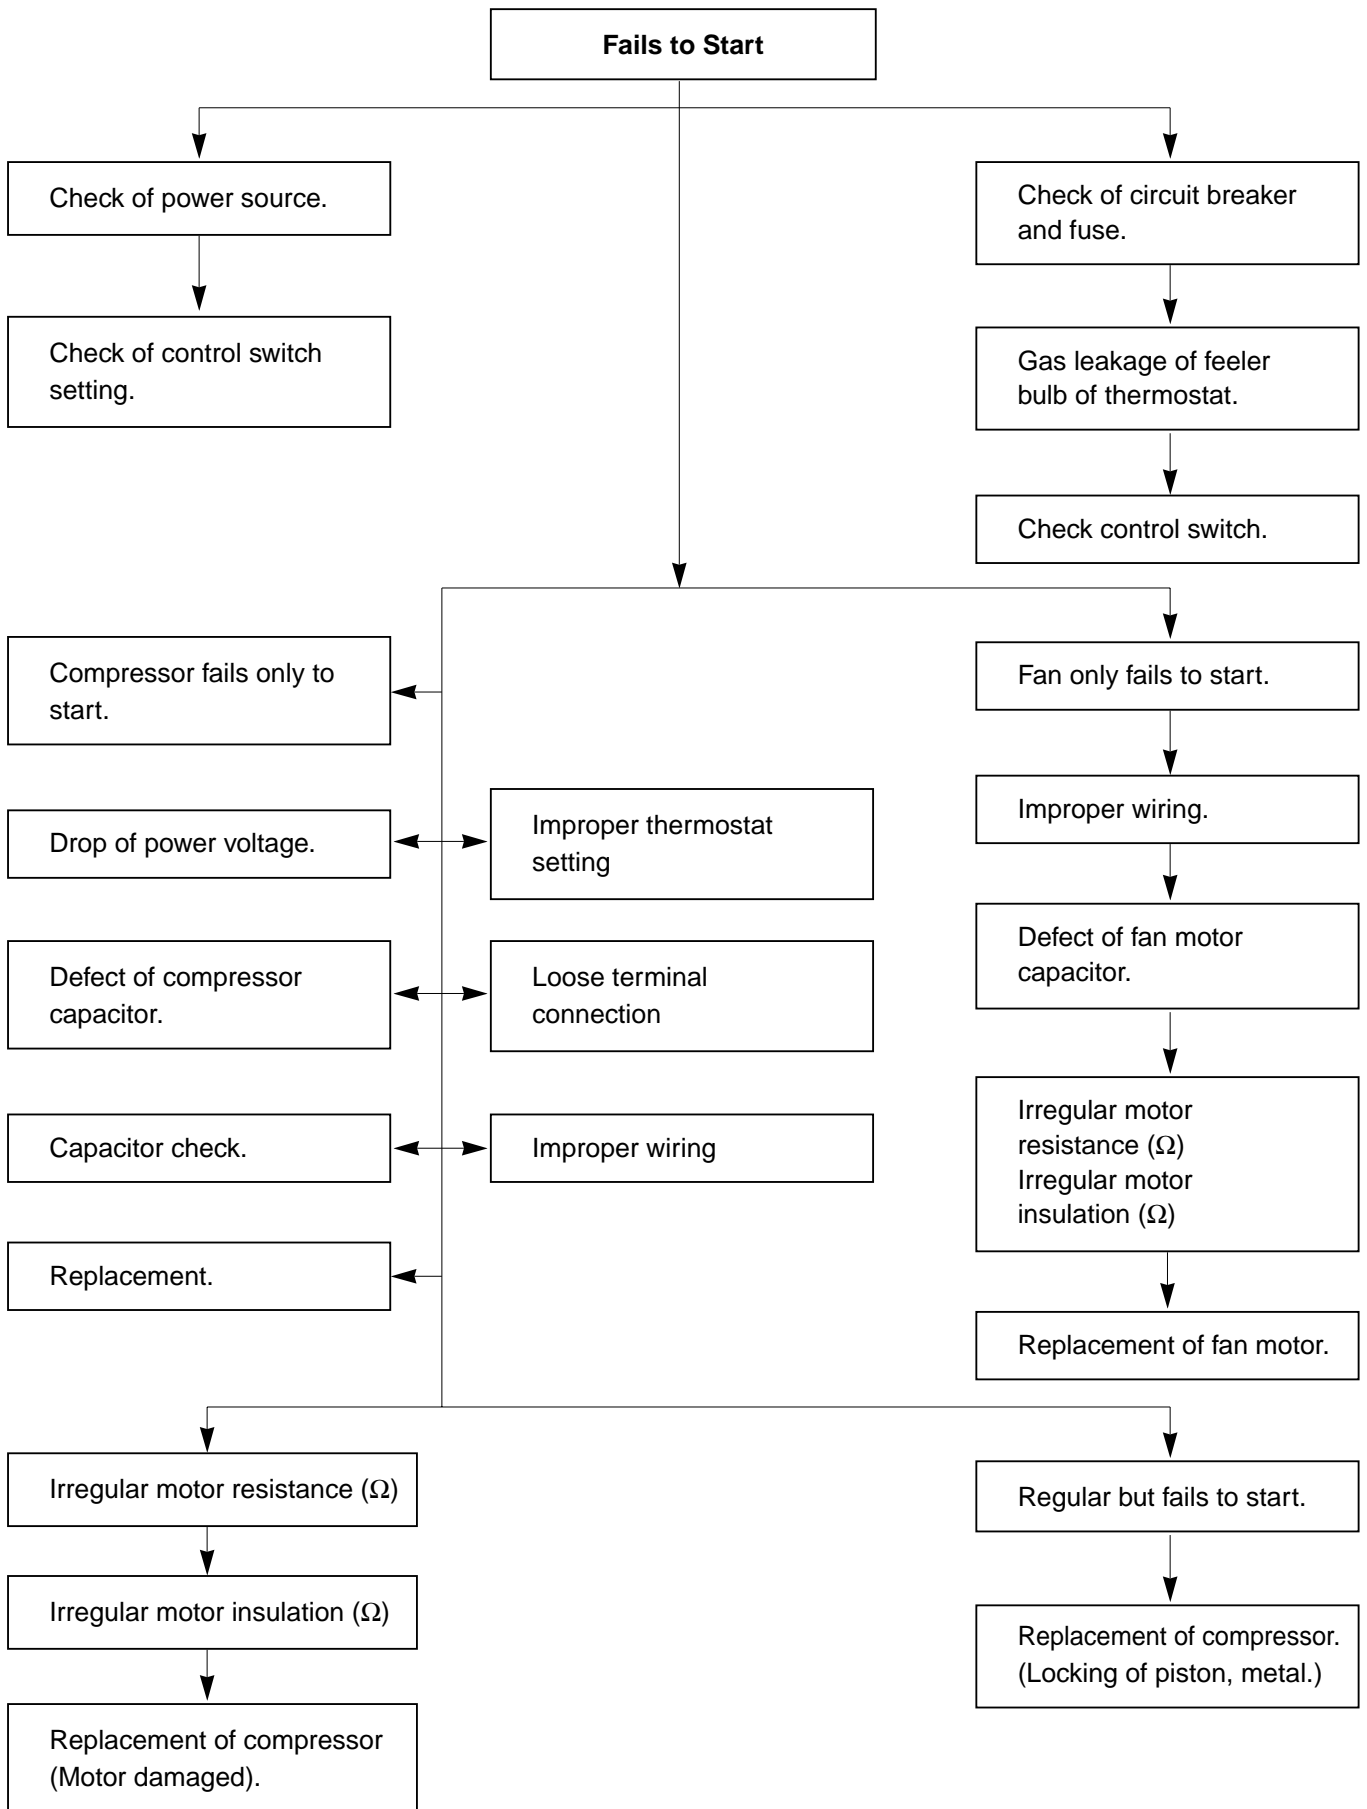 Fails to Start
Check of power source.
Check of control switch
setting.
Check of circuit breaker
and fuse.
Gas leakage of feeler
bulb of thermostat.
Check control switch.
Compressor fails only to
start.
Drop of power voltage.
Improper thermostat
setting
Defect of compressor
capacitor.
Loose terminal
connection
Capacitor check.
Improper wiring
Replacement.
Fan only fails to start.
Improper wiring.
Defect of fan motor
capacitor.
Irregular motor
resistance (Ω)
Irregular motor
insulation (Ω)
Replacement of fan motor.
Irregular motor resistance (Ω)
Irregular motor insulation (Ω)
Replacement of compressor
(Motor damaged).
Regular but fails to start.
Replacement of compressor.
(Locking of piston, metal.)